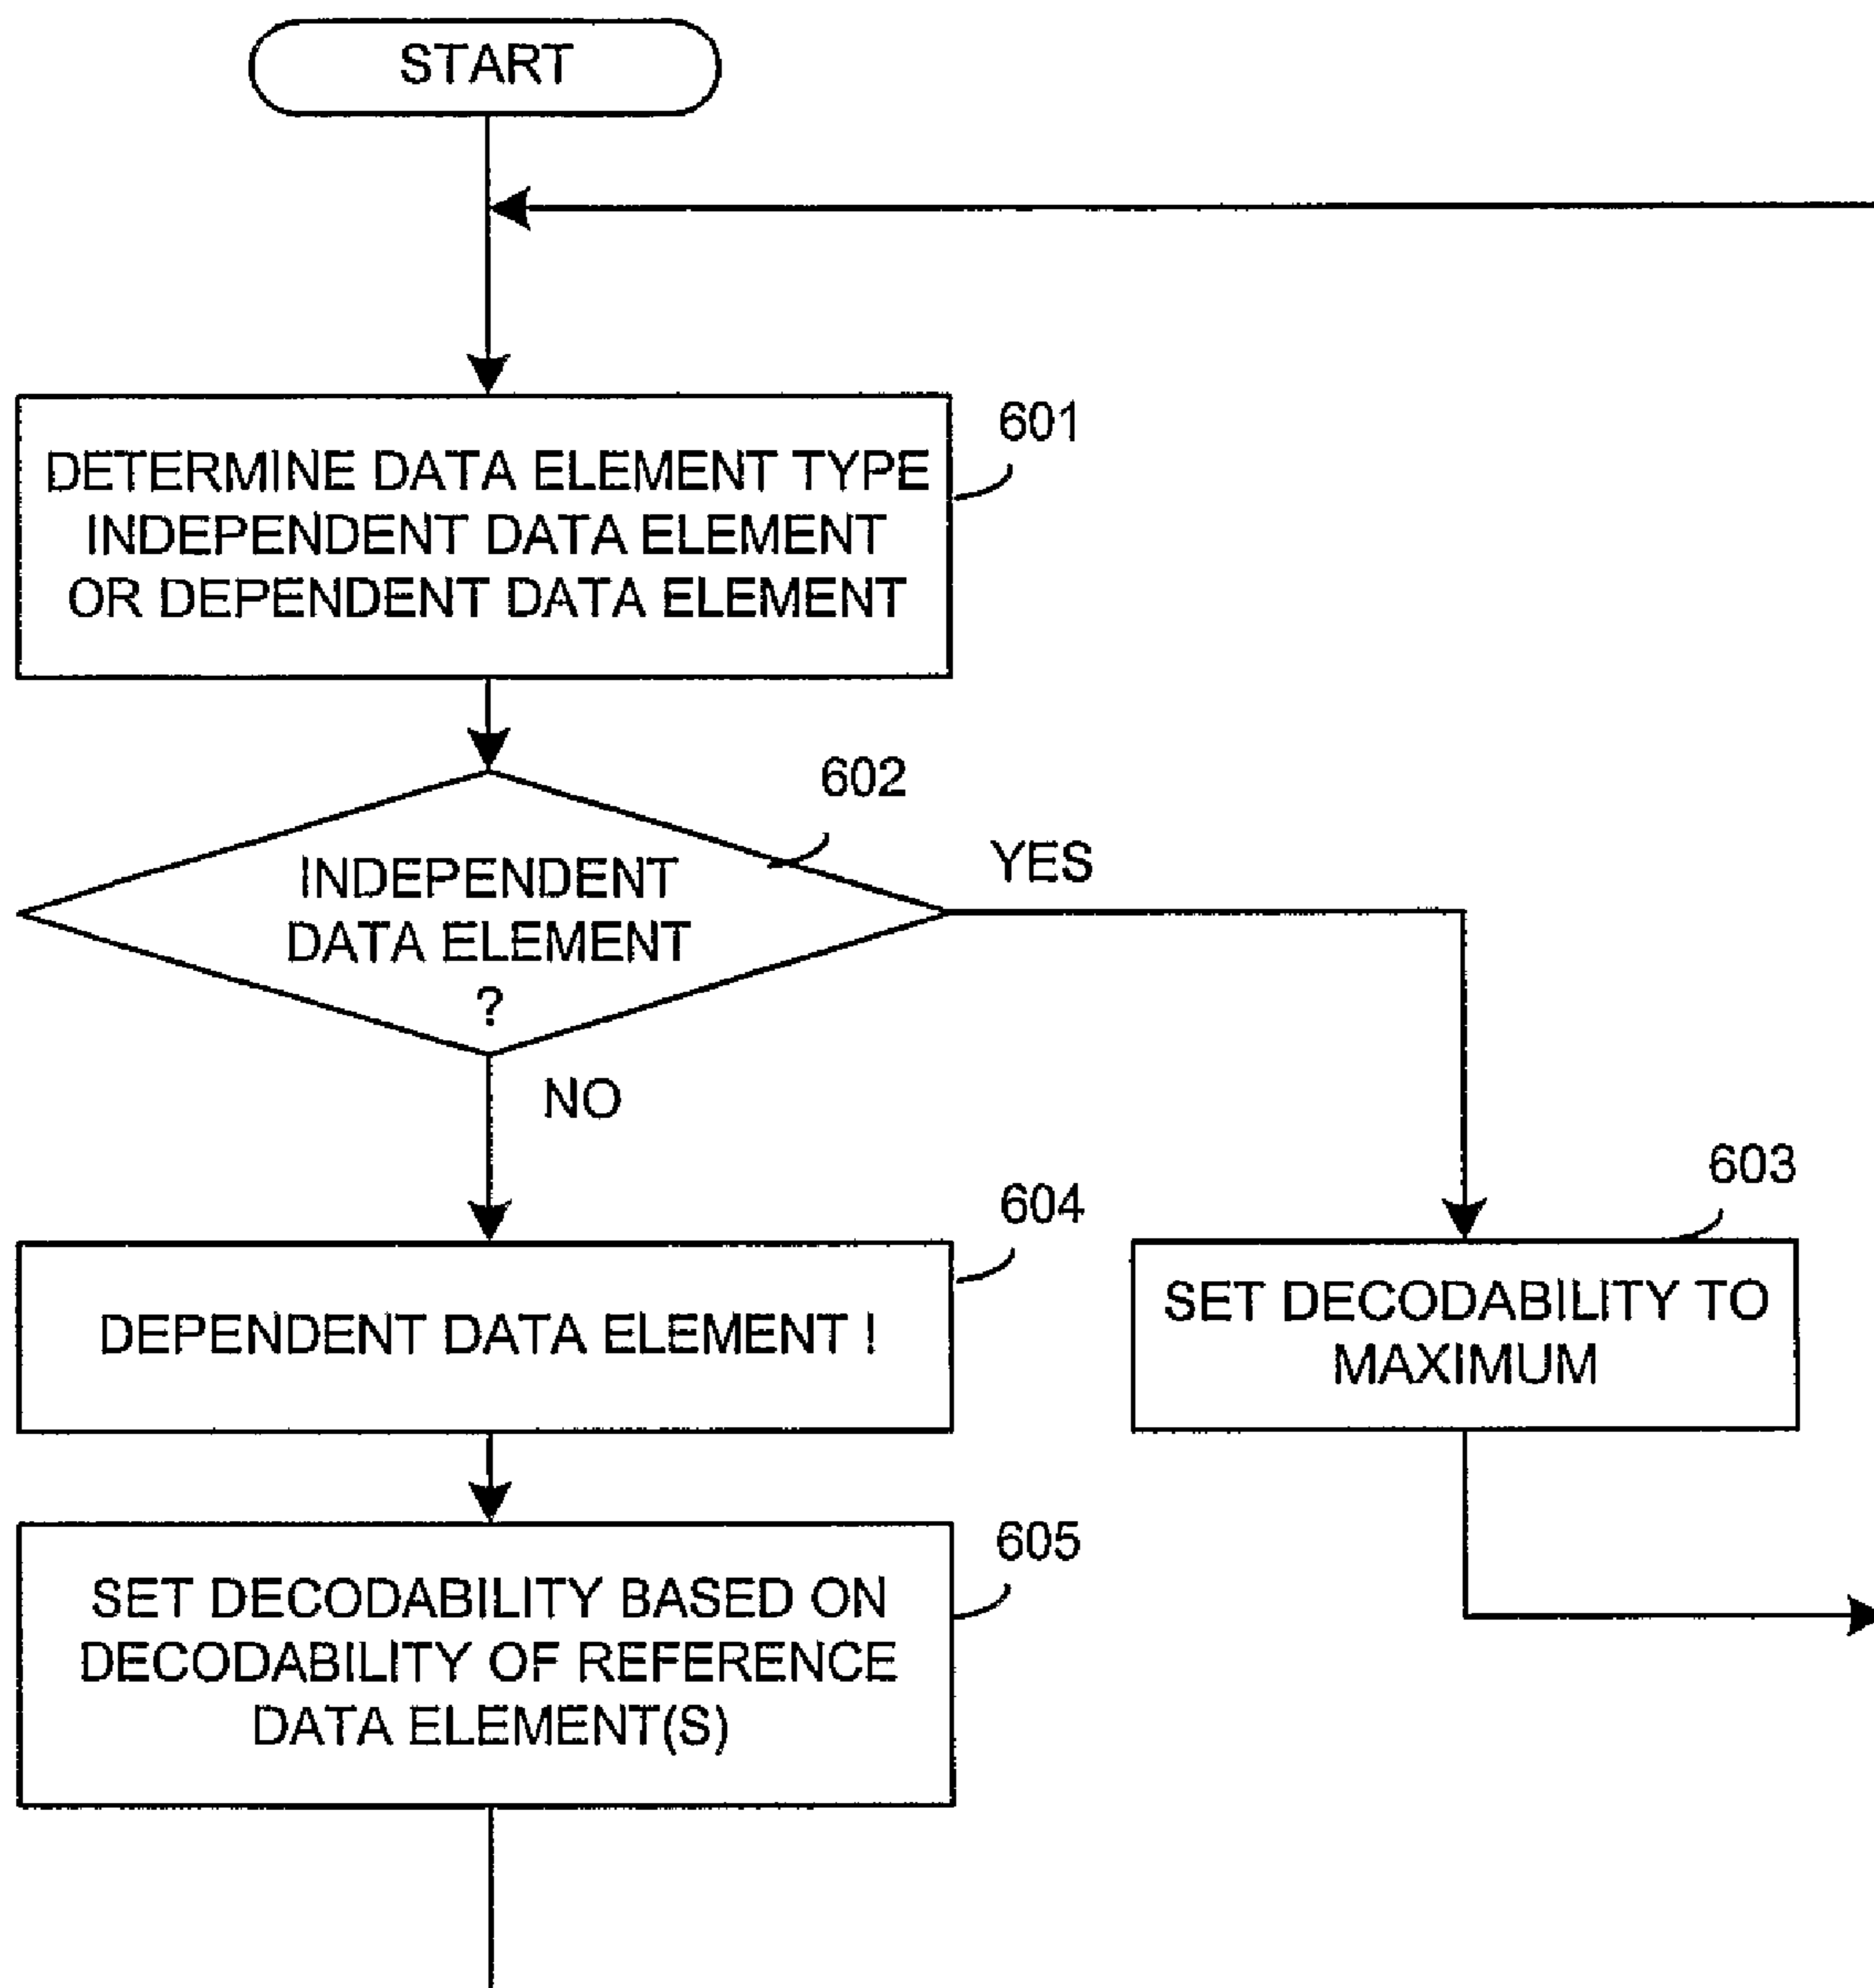 START
601
DETERMINE DATA ELEMENT TYPE
INDEPENDENT DATA ELEMENT
OR DEPENDENT DATA ELEMENT
602
INDEPENDENT
DATA ELEMENT
?
YES
NO
603
SET DECODABILITY TO
MAXIMUM
604
DEPENDENT DATA ELEMENT !
605
SET DECODABILITY BASED ON
DECODABILITY OF REFERENCE
DATA ELEMENT(S)